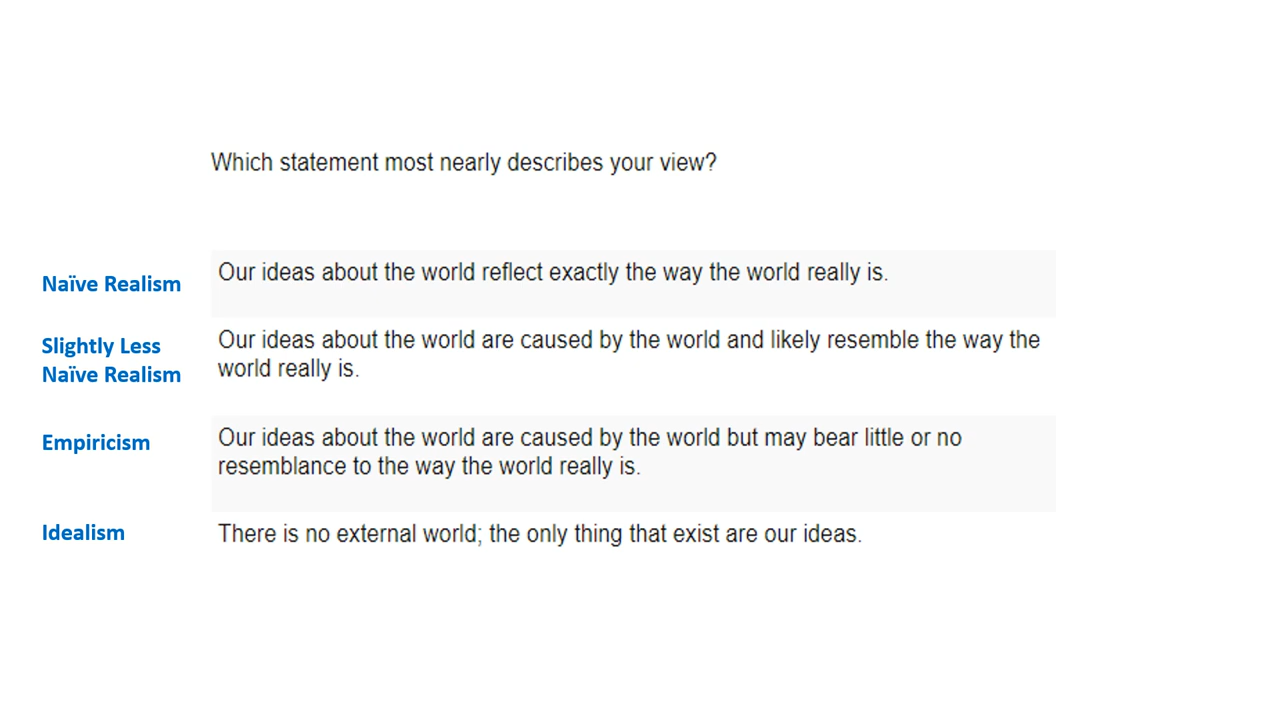 Which statement most nearly describes your view?
Naïve Realism
Our ideas about the world reflect exactly the way the world really is.
Slightly Less
Naïve Realism
Our ideas about the world are caused by the world and likely resemble the way the
world really is.
Empiricism
Our ideas about the world are caused by the world but may bear little or no
resemblance to the way the world really is.
Idealism
There is no external world; the only thing that exist are our ideas.